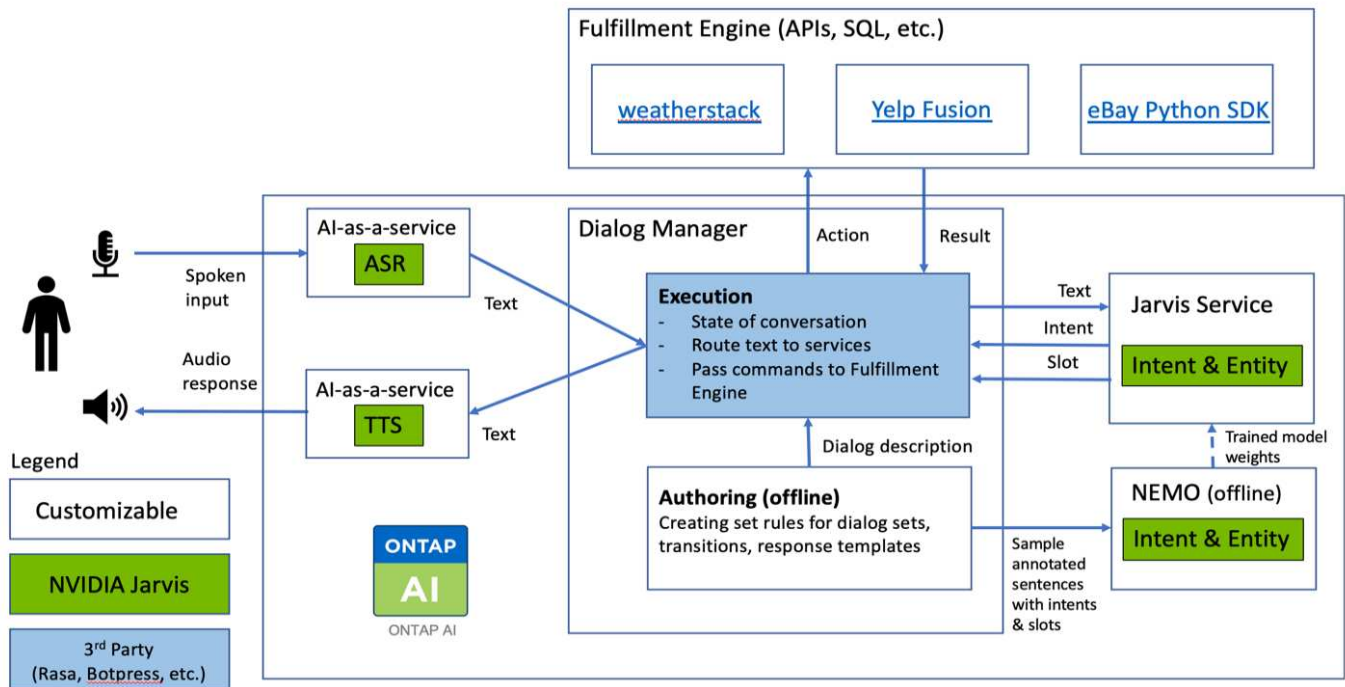 Fulfillment Engine (APIs, SQL, etc.)
weatherstack
Yelp Fusion
eBay Python SDK
AI-as-a-service
ASR
Spoken
input
Text
Audio
response
AI-as-a-service
TTS
Text
Dialog Manager
Action
Result
Execution
- State of conversation
- Route text to services
- Pass commands to Fulfillment
Engine
Text
Intent
Slot
Jarvis Service
Intent & Entity
Dialog description
Trained model
weights
Authoring (offline)
Creating set rules for dialog sets,
transitions, response templates
Sample
annotated
sentences
with intents
& slots
NEMO (offline)
Intent & Entity
Legend
Customizable
NVIDIA Jarvis
3rd Party
(Rasa, Botpress, etc.)
ONTAP
AI
ONTAP AI